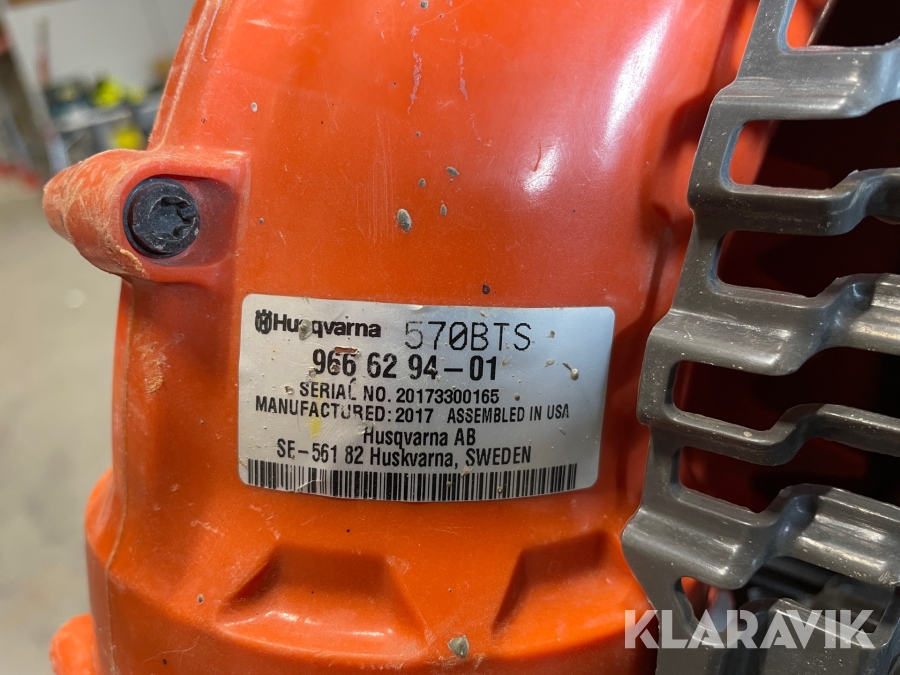 Husqvarna 570BTS
966 62 94-01
SERIAL NO. 20173300165
MANUFACTURED: 2017 ASSEMBLED IN USA
Husqvarna AB
SE-561 82 Huskvarna, SWEDEN
KLARAVIK